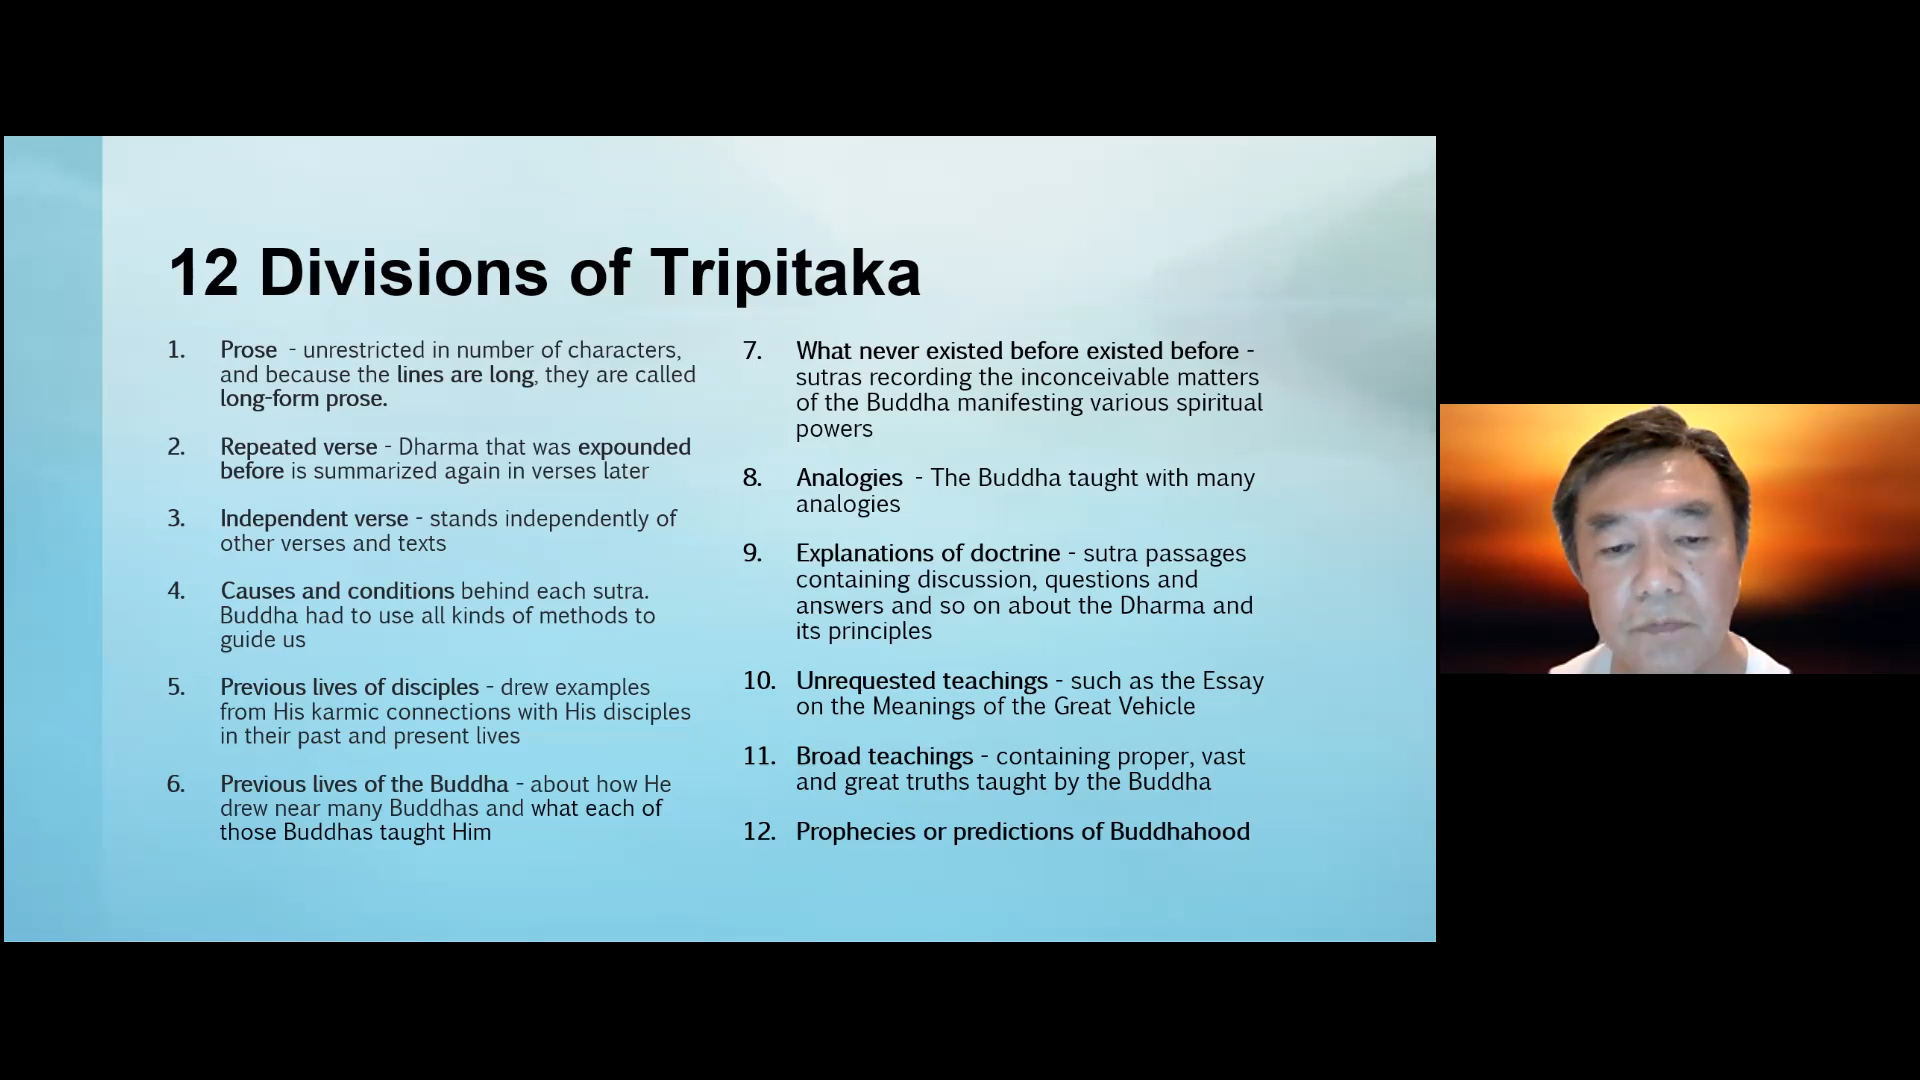 12 Divisions of Tripitaka
1. Prose - unrestricted in number of characters,
and because the lines are long, they are called
long-form prose.
2. Repeated verse - Dharma that was expounded
before is summarized again in verses later
3. Independent verse - stands independently of
other verses and texts
4. Causes and conditions behind each sutra.
Buddha had to use all kinds of methods to
guide us
5. Previous lives of disciples - drew examples
from His karmic connections with His disciples
in their past and present lives
6. Previous lives of the Buddha - about how He
drew near many Buddhas and what each of
those Buddhas taught Him
7. What never existed before existed before -
sutras recording the inconceivable matters
of the Buddha manifesting various spiritual
powers
8. Analogies - The Buddha taught with many
analogies
9. Explanations of doctrine - sutra passages
containing discussion, questions and
answers and so on about the Dharma and
its principles
10. Unrequested teachings - such as the Essay
on the Meanings of the Great Vehicle
11. Broad teachings - containing proper, vast
and great truths taught by the Buddha
12. Prophecies or predictions of Buddhahood